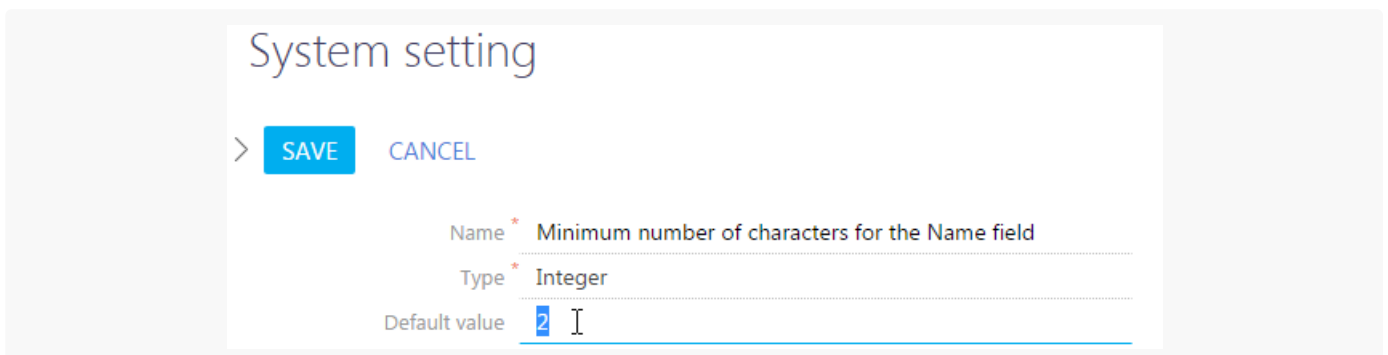 System setting
SAVE CANCEL
Name * Minimum number of characters for the Name field
Type * Integer
Default value 2